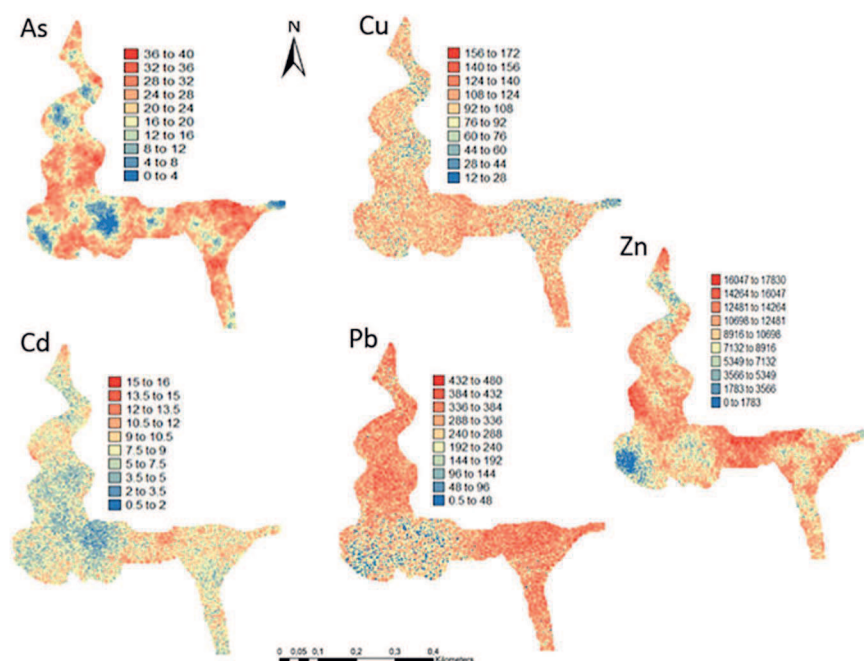 As
36 to 40
32 to 36
28 to 32
24 to 28
20 to 24
16 to 20
12 to 16
8 to 12
4 to 8
0 to 4
N
Cu
156 to 172
140 to 156
124 to 140
108 to 124
92 to 108
76 to 92
60 to 76
44 to 60
28 to 44
12 to 28
Zn
16047 to 17830
14264 to 16047
12481 to 14264
10698 to 12481
8916 to 10698
7132 to 8916
5349 to 7132
3566 to 5349
1783 to 3566
0 to 1783
Cd
15 to 16
13.5 to 15
12 to 13.5
10.5 to 12
9 to 10.5
7.5 to 9
5 to 7.5
3.5 to 5
2 to 3.5
0.5 to 2
Pb
432 to 480
384 to 432
336 to 384
288 to 336
240 to 288
192 to 240
144 to 192
96 to 144
48 to 96
0.5 to 48
0 0,05 0,1 0,2 0,3 0,4
Kilometers